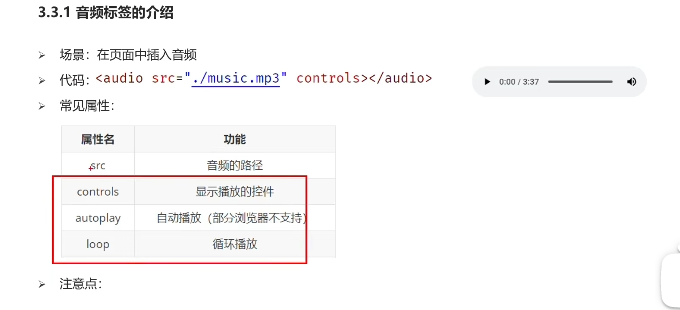 3.3.1 音频标签的介绍
场景：在页面中插入音频
代码：<audio src="./music.mp3" controls></audio>
0:00 / 3:37
常见属性：
属性名 功能
src 音频的路径
controls 显示播放的控件
autoplay 自动播放（部分浏览器不支持）
loop 循环播放
注意点：